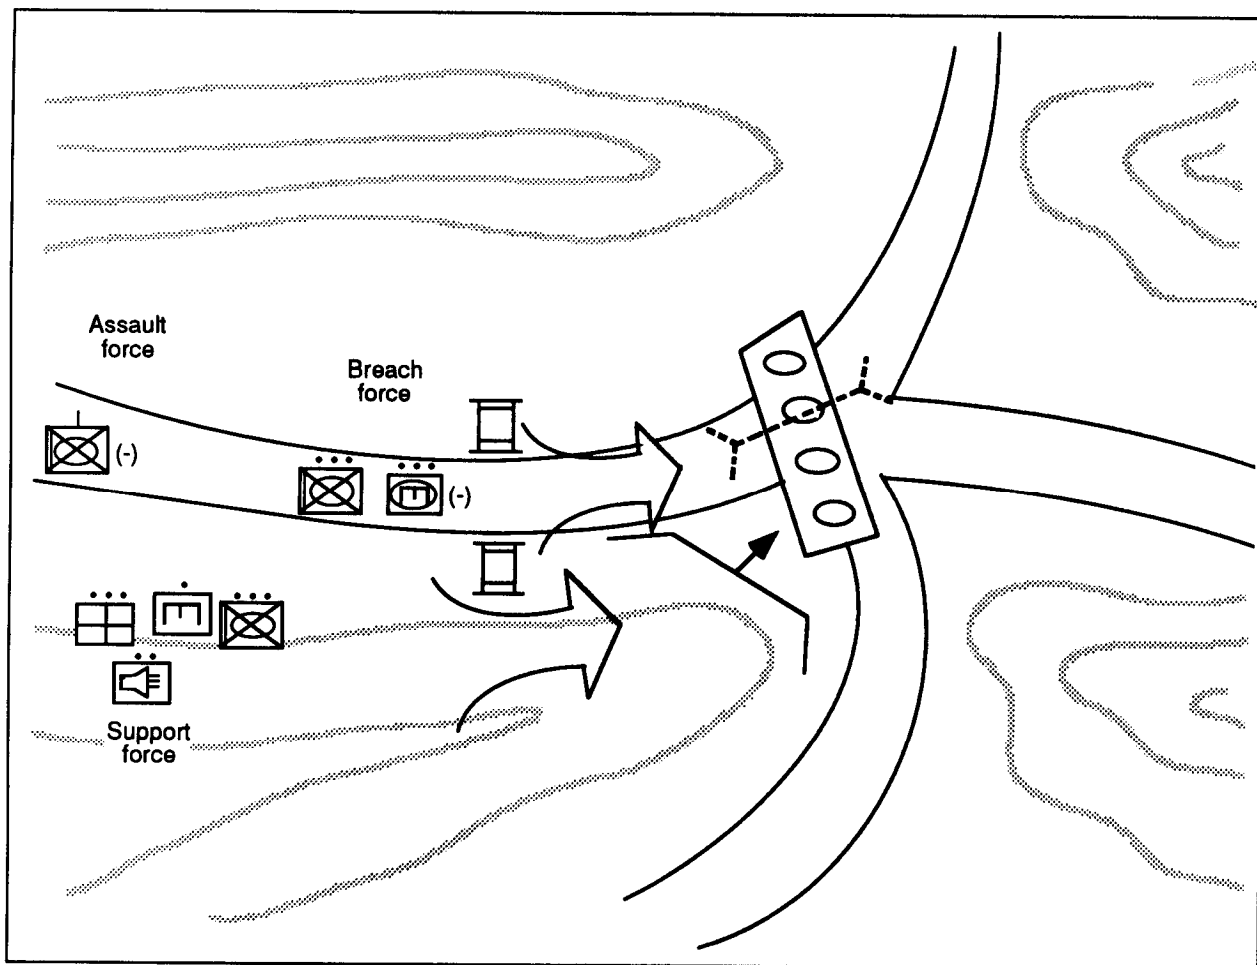 Assault
force
Breach
force
(-)
(-)
Support
force